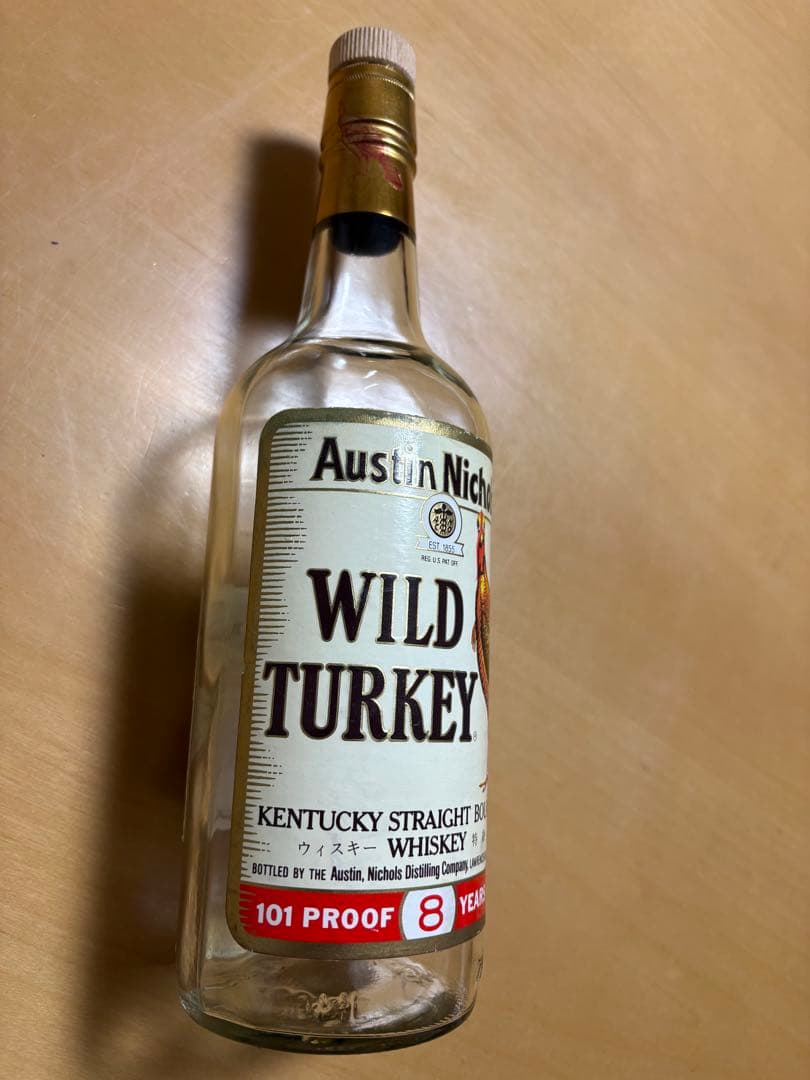 Austin Nicho
EST. 1855
REG. U.S. PAT. OFF.
WILD
TURKEY
KENTUCKY STRAIGHT BOU
ウィスキー WHISKEY 特
BOTTLED BY THE Austin, Nichols Distilling Company,
101 PROOF 8 YEARS